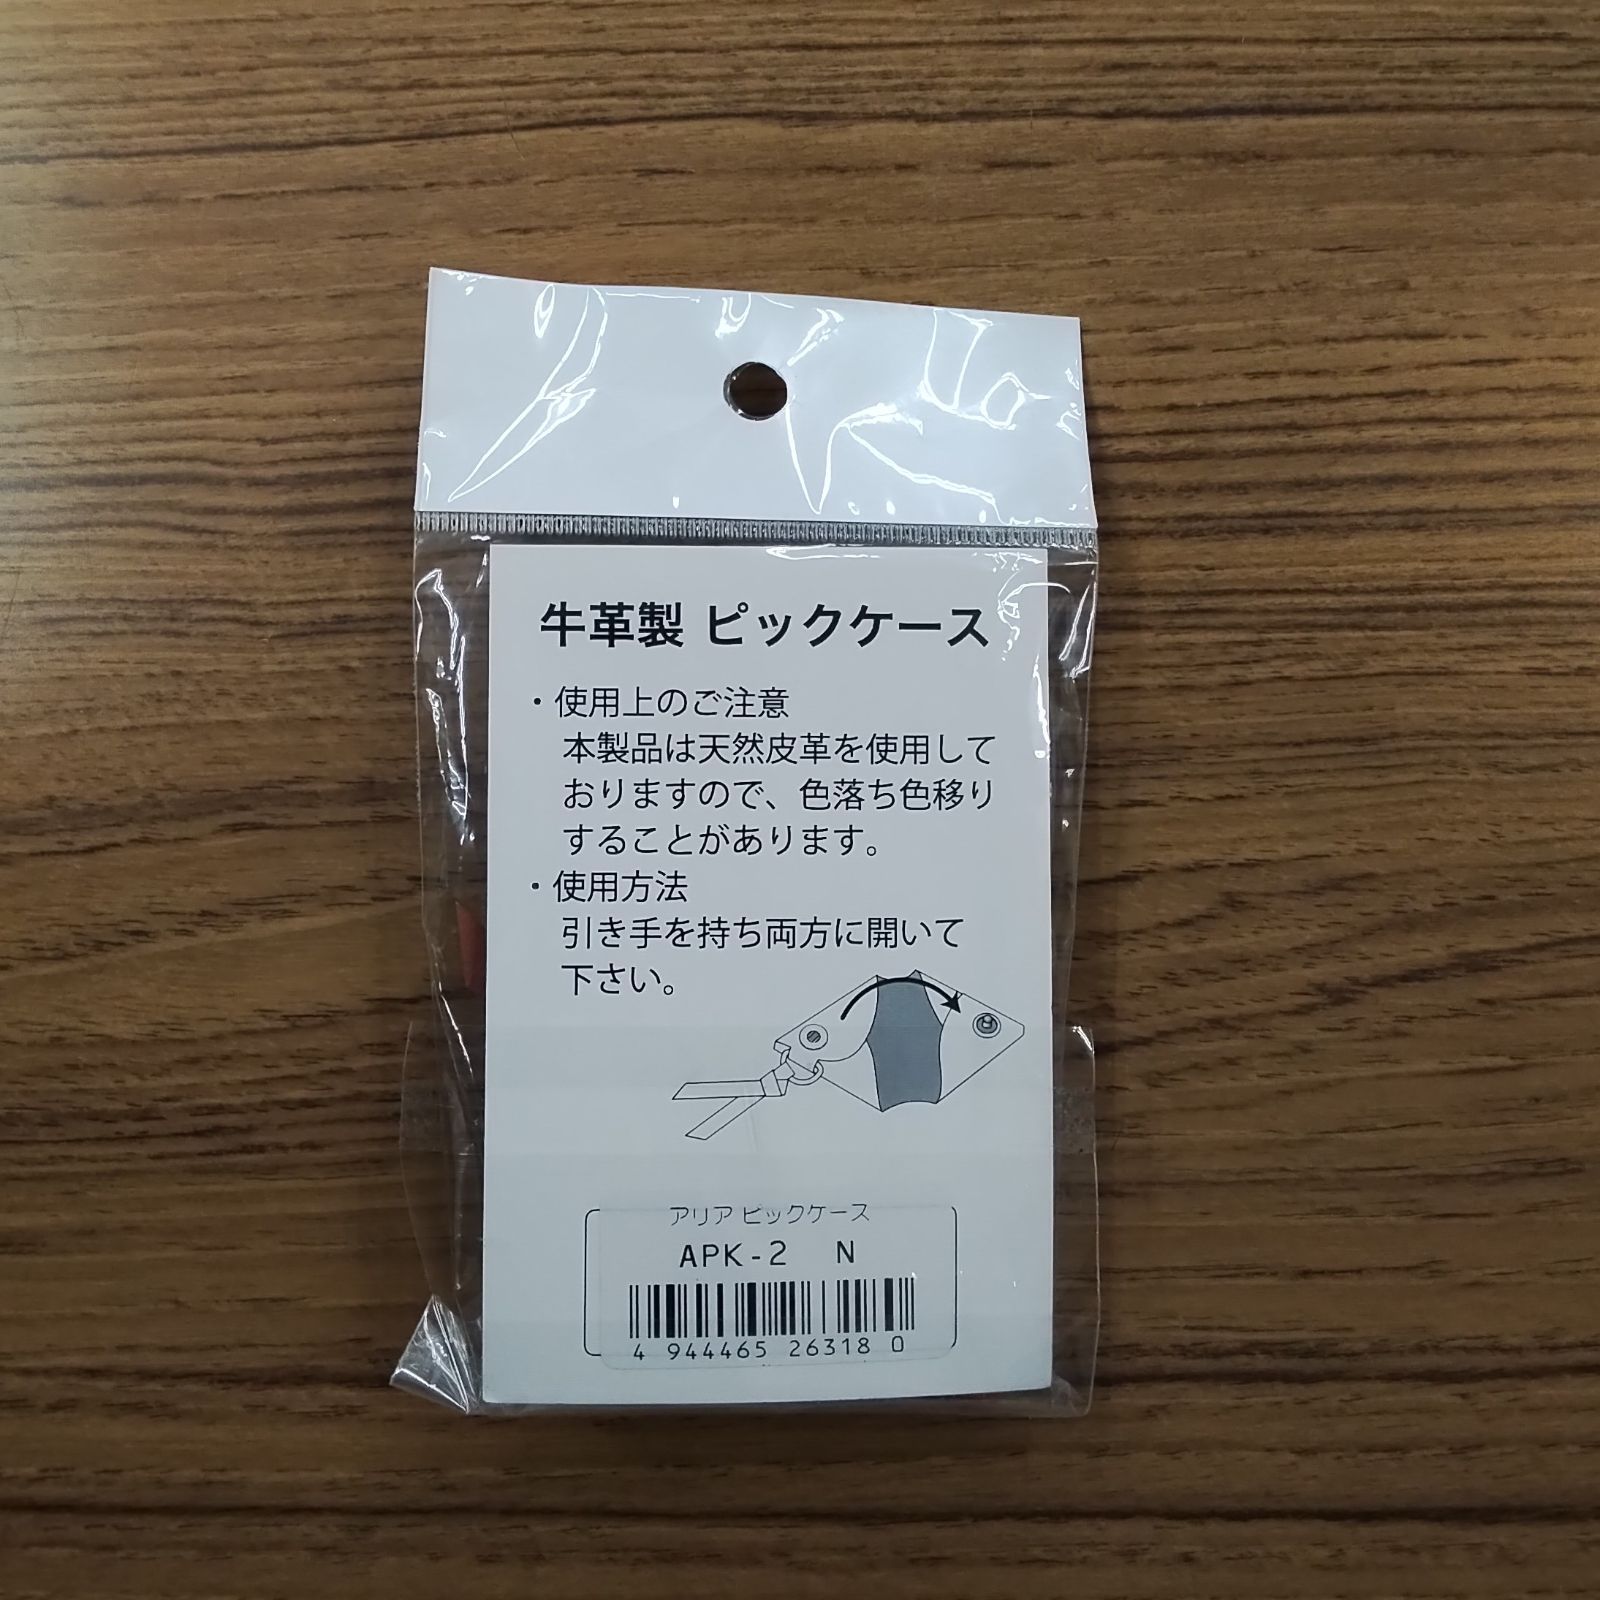 牛革製 ピックケース
・使用上のご注意
本製品は天然皮革を使用して
おりますので、色落ち色移り
することがあります。
・使用方法
引き手を持ち両方に開いて
下さい。
アリア ピックケース
APK-2 N
4 944465 26318 0